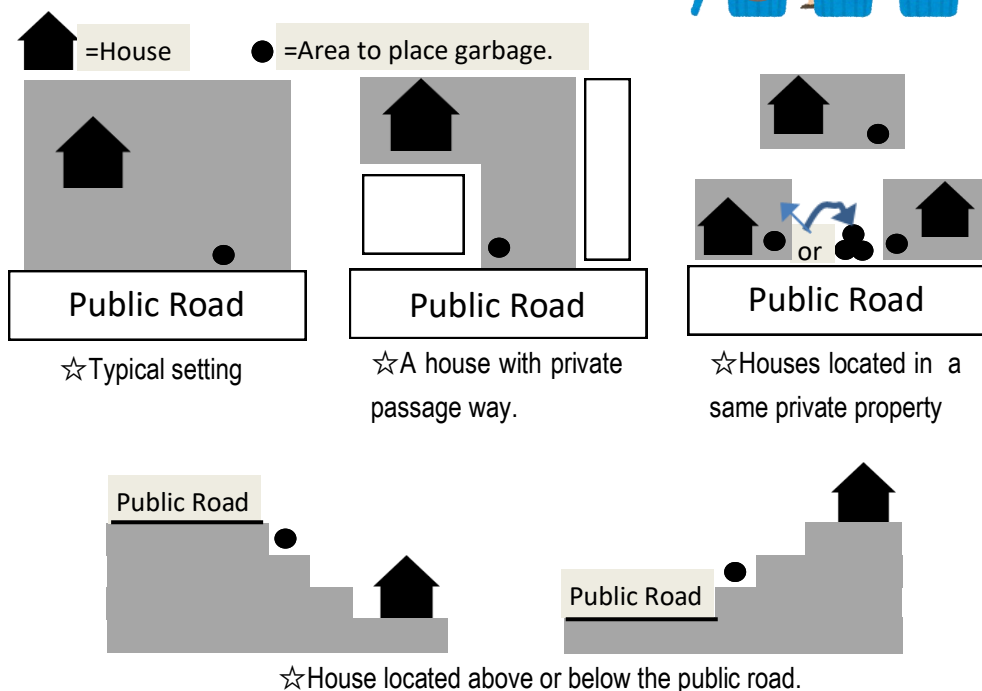 =House
=Area to place garbage.
or
Public Road
Public Road
Public Road
☆Typical setting
☆A house with private
passage way.
☆Houses located in a
same private property
Public Road
Public Road
☆House located above or below the public road.